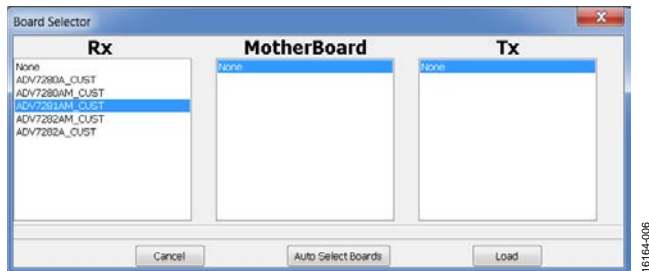 Board Selector
X
Rx
MotherBoard
Tx
None
ADV7280A_CUST
ADV7280AM_CUST
ADV7281AM_CUST
ADV7282AM_CUST
ADV7282A_CUST
None
None
Cancel
Auto Select Boards
Load
16164-006